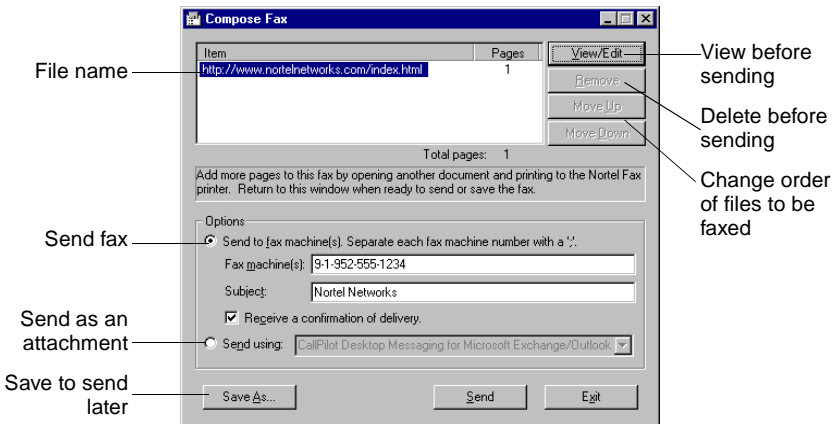 Compose Fax
Item Pages
http://www.nortelnetworks.com/index.html 1
View/Edit
Remove
Move Up
Move Down
Total pages: 1
Add more pages to this fax by opening another document and printing to the Nortel Fax
printer. Return to this window when ready to send or save the fax.
Options
Send to fax machine(s). Separate each fax machine number with a ';'.
Fax machine(s): 9-1-952-555-1234
Subject: Nortel Networks
Receive a confirmation of delivery.
Send using: CallPilot Desktop Messaging for Microsoft Exchange/Outlook
Save As...
Send
Exit
File name
Send fax
Send as an
attachment
Save to send
later
View before
sending
Delete before
sending
Change order
of files to be
faxed